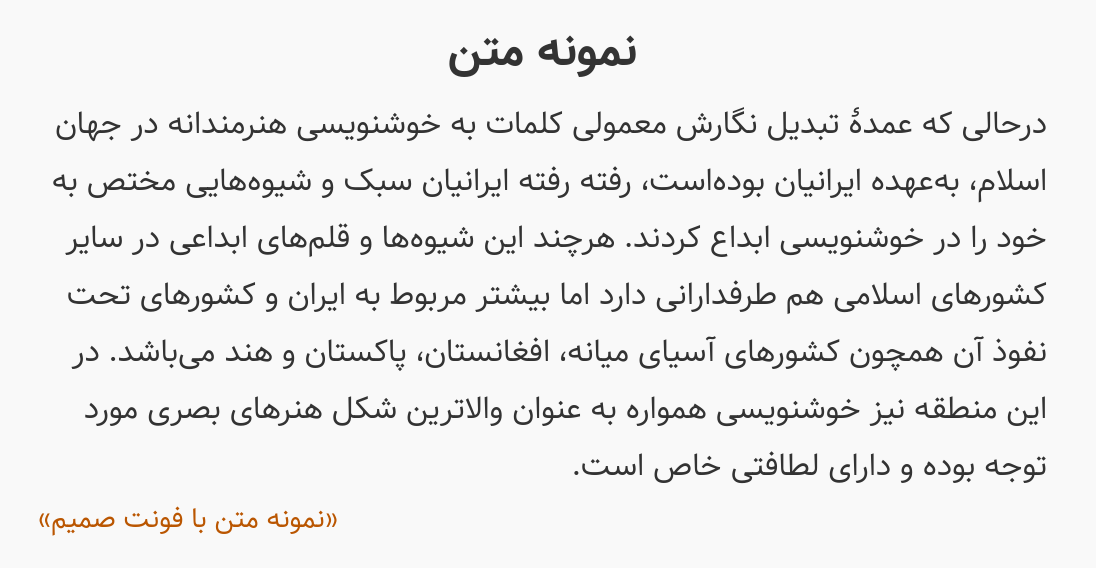 نمونه متن
درحالی که عمدهٔ تبدیل نگارش معمولی کلمات به خوشنویسی هنرمندانه در جهان
اسلام، به‌عهده ایرانیان بوده‌است، رفته رفته ایرانیان سبک و شیوه‌هایی مختص به
خود را در خوشنویسی ابداع کردند. هرچند این شیوه‌ها و قلم‌های ابداعی در سایر
کشورهای اسلامی هم طرفدارانی دارد اما بیشتر مربوط به ایران و کشورهای تحت
نفوذ آن همچون کشورهای آسیای میانه، افغانستان، پاکستان و هند می‌باشد. در
این منطقه نیز خوشنویسی همواره به عنوان والاترین شکل هنرهای بصری مورد
توجه بوده و دارای لطافتی خاص است.
«نمونه متن با فونت صمیم»